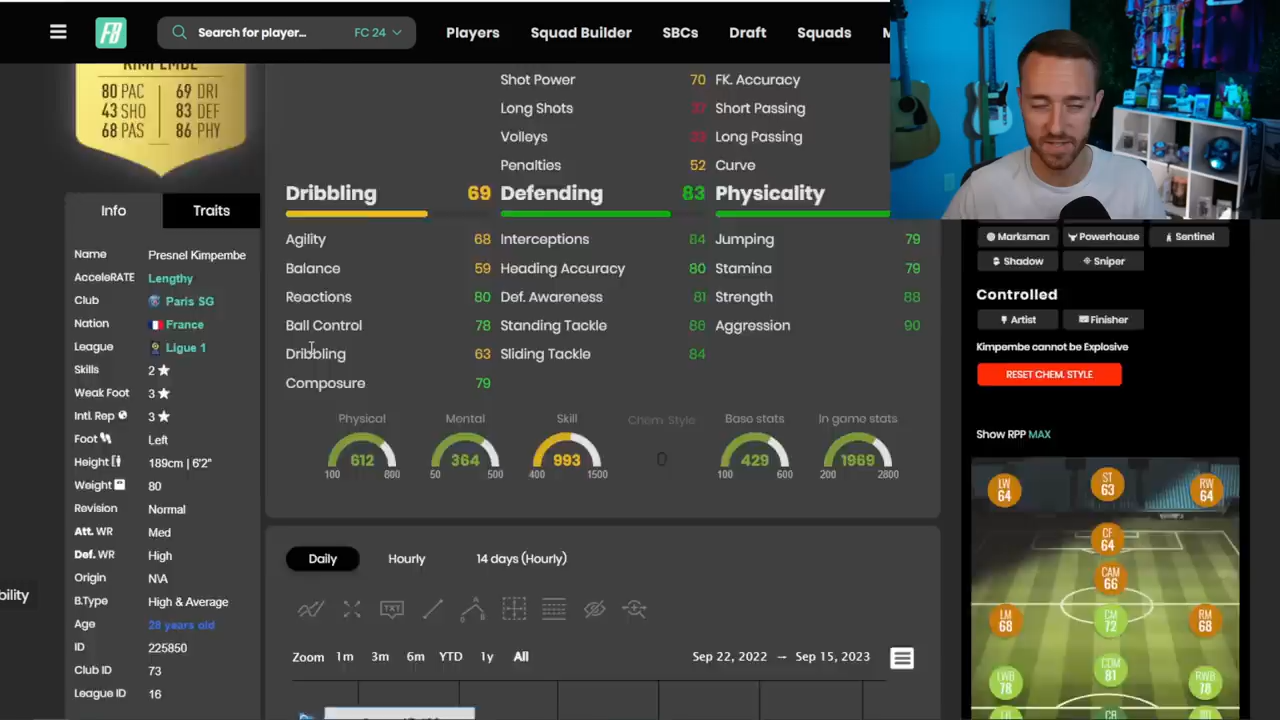 FB
Search for player...
FC 24
Players
Squad Builder
SBCs
Draft
Squads
M
KIMPEMBE
80 PAC
69 DRI
43 SHO
83 DEF
68 PAS
86 PHY
Shot Power 70
FK. Accuracy
Long Shots
Short Passing
Volleys
Long Passing
Penalties 52
Curve
Dribbling 69
Agility 68
Balance 59
Reactions 80
Ball Control 78
Dribbling 63
Composure 79
Defending 83
Interceptions 84
Heading Accuracy 80
Def. Awareness 81
Standing Tackle 86
Sliding Tackle 84
Physicality
Jumping 79
Stamina 79
Strength 88
Aggression 90
Physical
612
100 800
Mental
364
50 500
Skill
993
400 1500
Chem Style
0
Base stats
429
100 600
In game stats
1969
200 2800
Info
Traits
Name Presnel Kimpembe
AcceleRATE Lengthy
Club Paris SG
Nation France
League Ligue 1
Skills 2
Weak Foot 3
Intl. Rep 3
Foot Left
Height 189cm | 6'2"
Weight 80
Revision Normal
Att. WR Med
Def. WR High
Origin N\A
B.Type High & Average
Age 28 years old
ID 225850
Club ID 73
League ID 16
bility
Daily
Hourly
14 days (Hourly)
TXT
Zoom 1m 3m 6m YTD 1y All
Sep 22, 2022 → Sep 15, 2023
Marksman
Powerhouse
Sentinel
Shadow
Sniper
Controlled
Artist
Finisher
Kimpembe cannot be Explosive
RESET CHEM. STYLE
Show RPP MAX
LW
64
ST
63
RW
64
CF
64
CAM
66
LM
68
CM
72
RM
68
LWB
78
CDM
81
RWB
78
CB